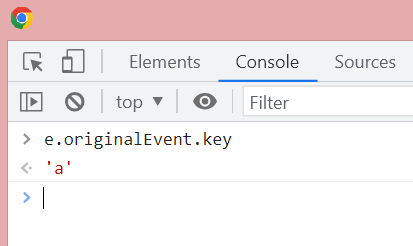 Elements Console Sources
top ▼ Filter
> e.originalEvent.key
<· 'a'
>